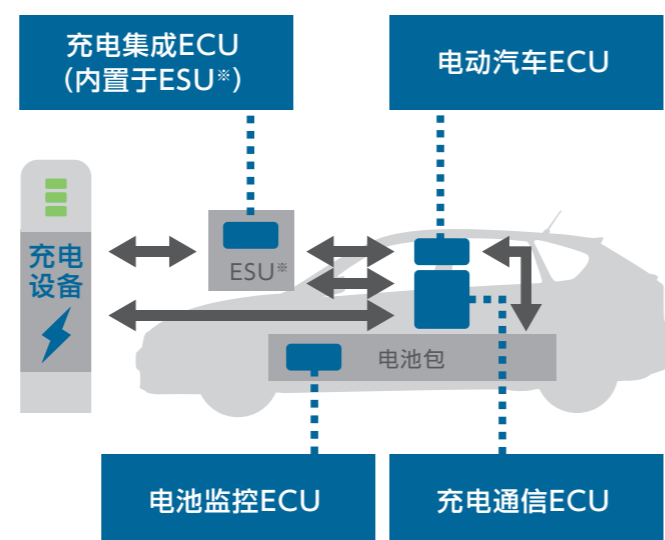 充电集成ECU
（内置于ESU※）
电动汽车ECU
充电
设备
ESU※
电池包
电池监控ECU
充电通信ECU